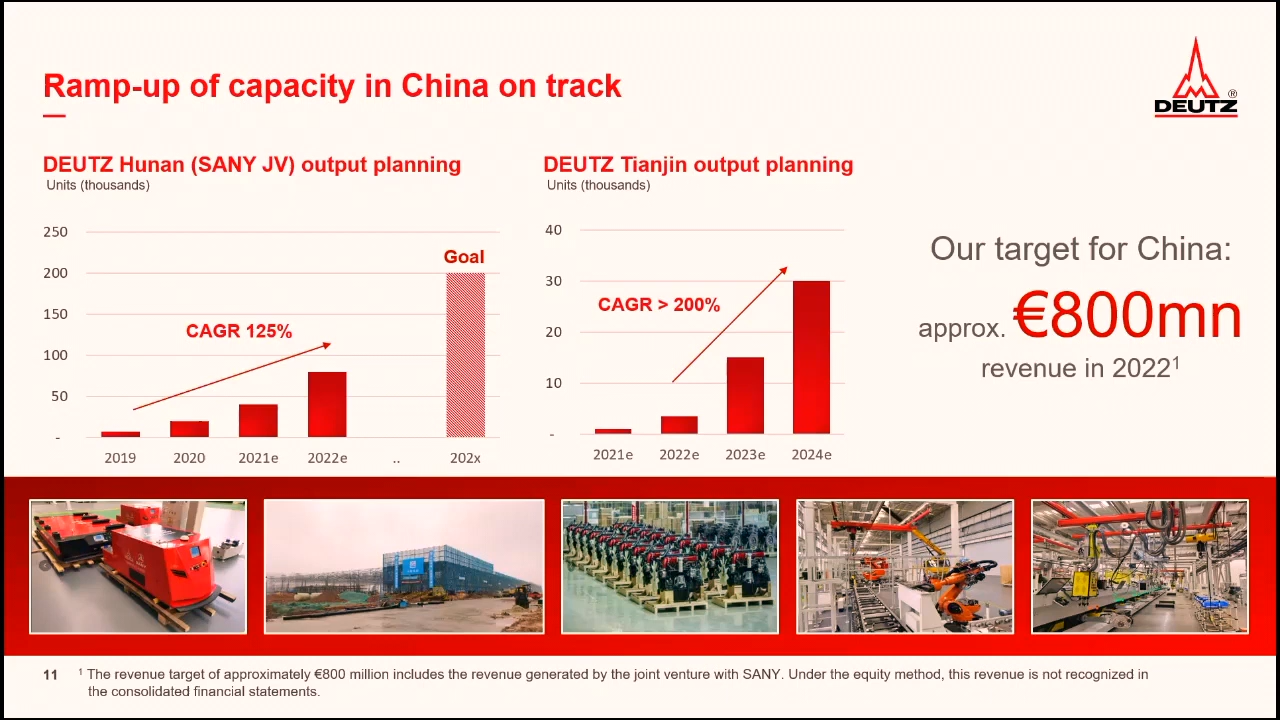 Ramp-up of capacity in China on track
DEUTZ®
DEUTZ Hunan (SANY JV) output planning
Units (thousands)
250
200
150
100
50
-
Goal
CAGR 125%
2019 2020 2021e 2022e .. 202x
DEUTZ Tianjin output planning
Units (thousands)
40
30
20
10
-
CAGR > 200%
2021e 2022e 2023e 2024e
Our target for China:
approx. €800mn
revenue in 2022¹
11
¹ The revenue target of approximately €800 million includes the revenue generated by the joint venture with SANY. Under the equity method, this revenue is not recognized in
the consolidated financial statements.